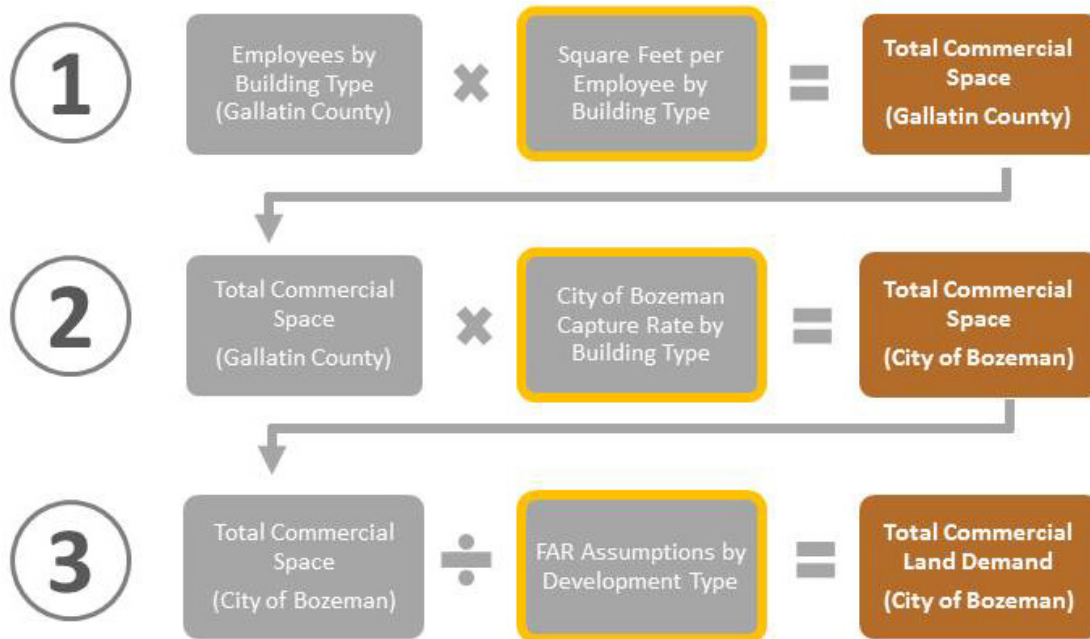 1
Employees by
Building Type
(Gallatin County)
×
Square Feet per
Employee by
Building Type
=
Total Commercial
Space
(Gallatin County)
2
Total Commercial
Space
(Gallatin County)
×
City of Bozeman
Capture Rate by
Building Type
=
Total Commercial
Space
(City of Bozeman)
3
Total Commercial
Space
(City of Bozeman)
÷
FAR Assumptions by
Development Type
=
Total Commercial
Land Demand
(City of Bozeman)